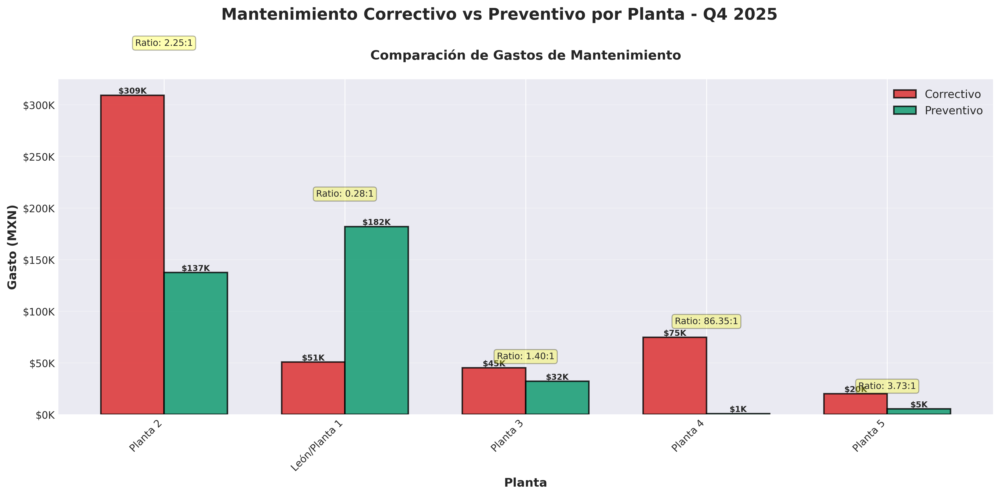 Mantenimiento Correctivo vs Preventivo por Planta - Q4 2025
Ratio: 2.25:1
Comparación de Gastos de Mantenimiento
Correctivo
Preventivo
Gasto (MXN)
$300K
$250K
$200K
$150K
$100K
$50K
$0K
$309K
$137K
Ratio: 0.28:1
$51K
$182K
Ratio: 1.40:1
$45K
$32K
Ratio: 86.35:1
$75K
$1K
Ratio: 3.73:1
$20K
$5K
Planta 2
León/Planta 1
Planta 3
Planta 4
Planta 5
Planta